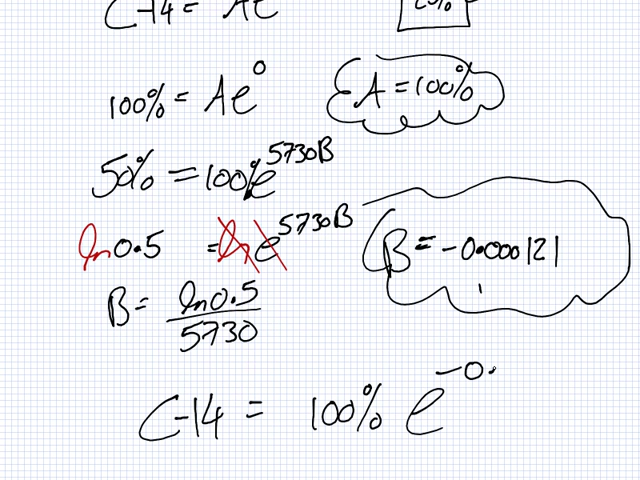 C-14 = Ae
100% = Ae^0
A = 100%
50% = 100% e^5730B
ln 0.5 = ln e^5730B
B = -0.000121
B = ln 0.5 / 5730
C-14 = 100% e^-0.